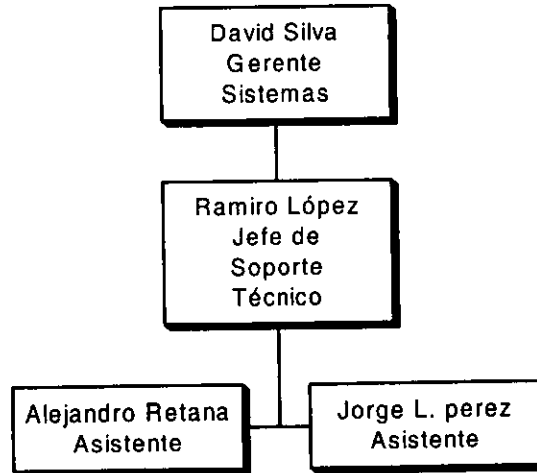 David Silva
Gerente
Sistemas
Ramiro López
Jefe de
Soporte
Técnico
Alejandro Retana
Asistente
Jorge L. perez
Asistente